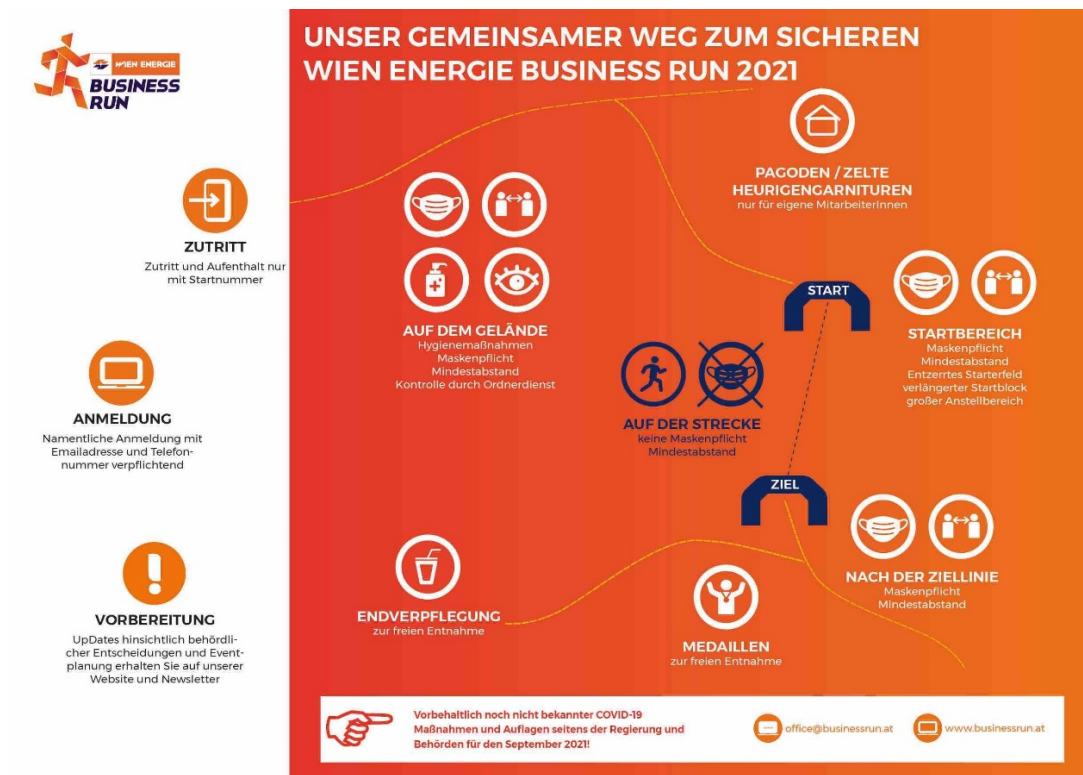 WIEN ENERGIE
BUSINESS
RUN
UNSER GEMEINSAMER WEG ZUM SICHEREN
WIEN ENERGIE BUSINESS RUN 2021
ZUTRITT
Zutritt und Aufenthalt nur
mit Startnummer
ANMELDUNG
Namentliche Anmeldung mit
Emailadresse und Telefon-
nummer verpflichtend
VORBEREITUNG
UpDates hinsichtlich behördli-
cher Entscheidungen und Event-
planung erhalten Sie auf unserer
Website und Newsletter
PAGODEN / ZELTE
HEURIGENGARNITUREN
nur für eigene MitarbeiterInnen
AUF DEM GELÄNDE
Hygienemaßnahmen
Maskenpflicht
Mindestabstand
Kontrolle durch Ordnerdienst
START
STARTBEREICH
Maskenpflicht
Mindestabstand
Entzerrtes Starterfeld
verlängerter Startblock
großer Anstellbereich
AUF DER STRECKE
keine Maskenpflicht
Mindestabstand
ZIEL
NACH DER ZIELLINIE
Maskenpflicht
Mindestabstand
ENDVERPFLEGUNG
zur freien Entnahme
MEDAILLEN
zur freien Entnahme
Vorbehaltlich noch nicht bekannter COVID-19
Maßnahmen und Auflagen seitens der Regierung und
Behörden für den September 2021!
office@businessrun.at
www.businessrun.at